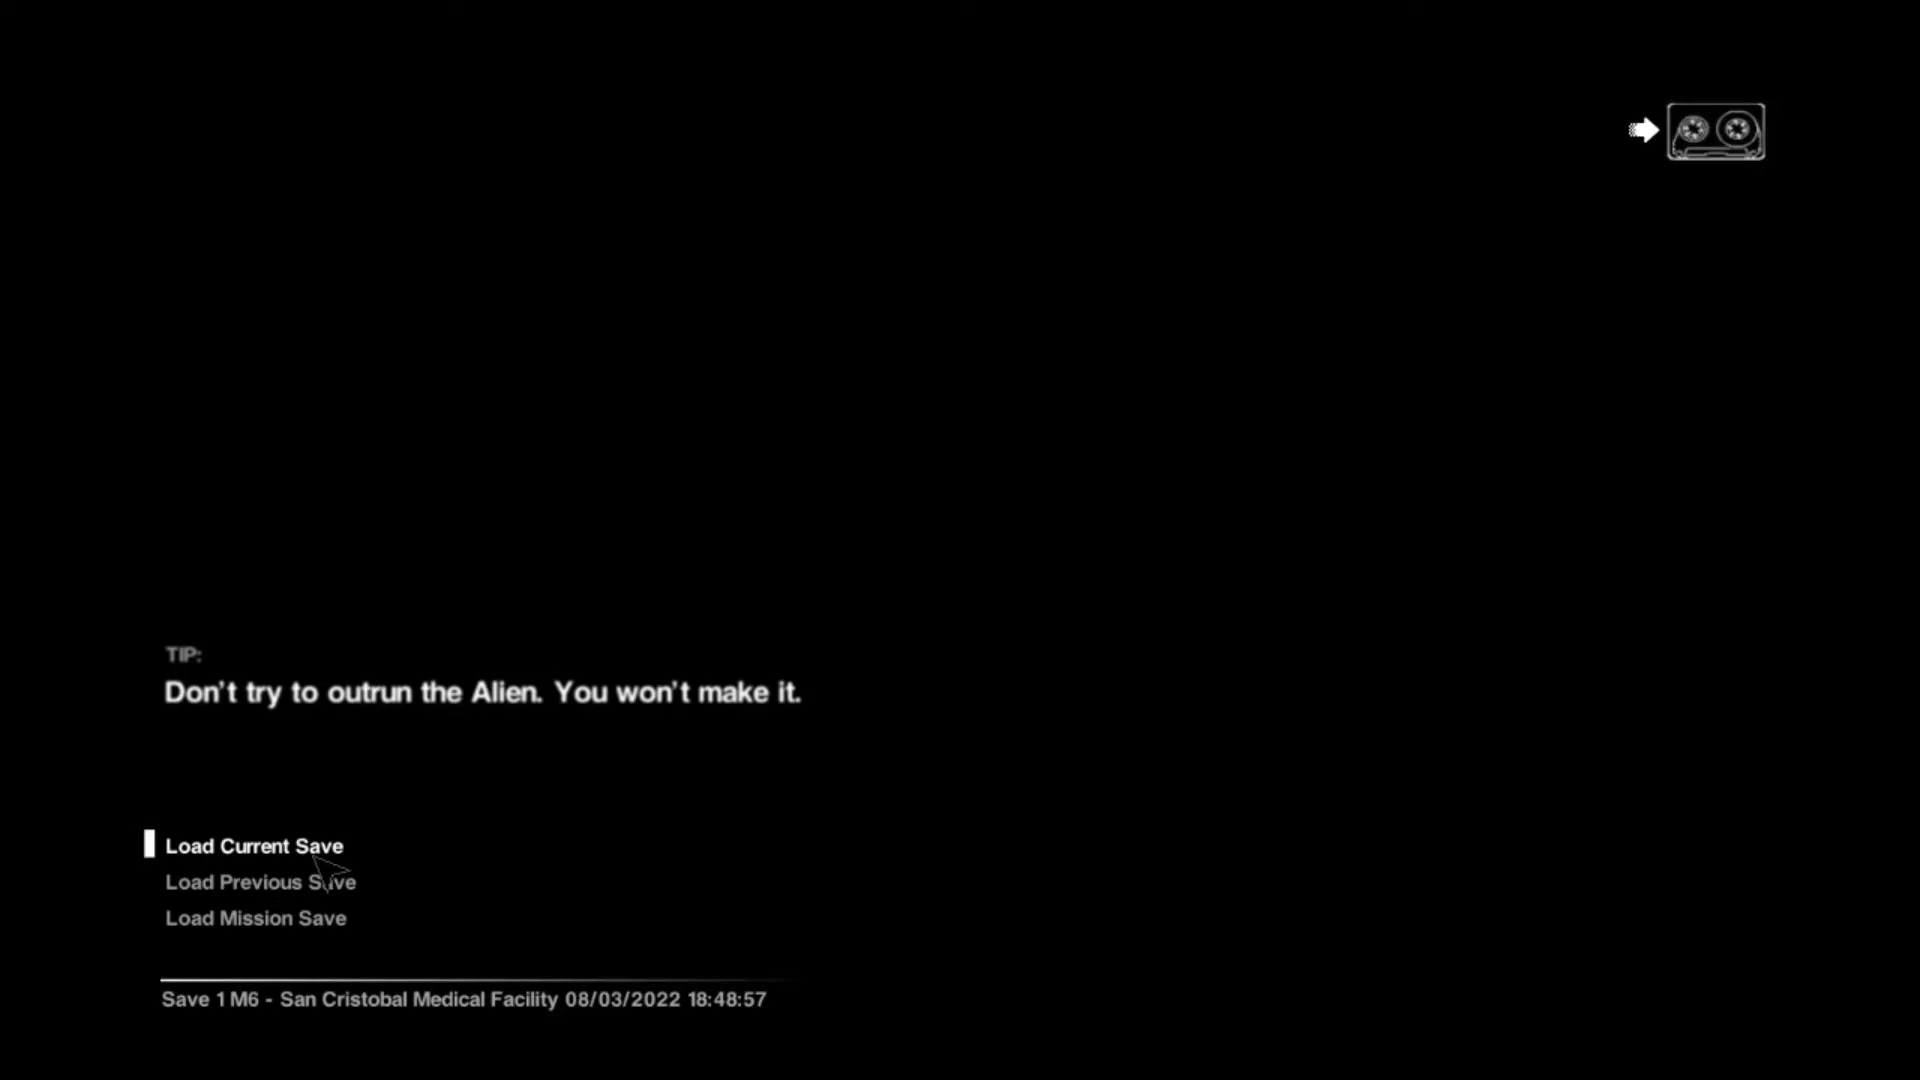 TIP:
Don't try to outrun the Alien. You won't make it.
Load Current Save
Load Previous Save
Load Mission Save
Save 1 M6 - San Cristobal Medical Facility 08/03/2022 18:48:57